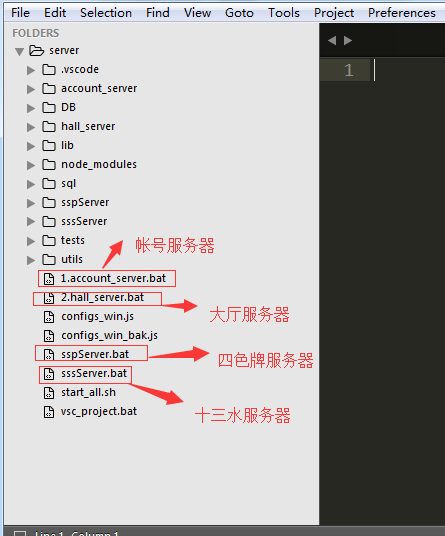 File Edit Selection Find View Goto Tools Project Preferences
FOLDERS
server
.vscode
account_server
DB
hall_server
lib
node_modules
sql
sspServer
sssServer
tests
帐号服务器
utils
1.account_server.bat
2.hall_server.bat
大厅服务器
configs_win.js
configs_win_bak.js
sspServer.bat
四色牌服务器
sssServer.bat
start_all.sh
十三水服务器
vsc_project.bat
1
Line 1, Column 1